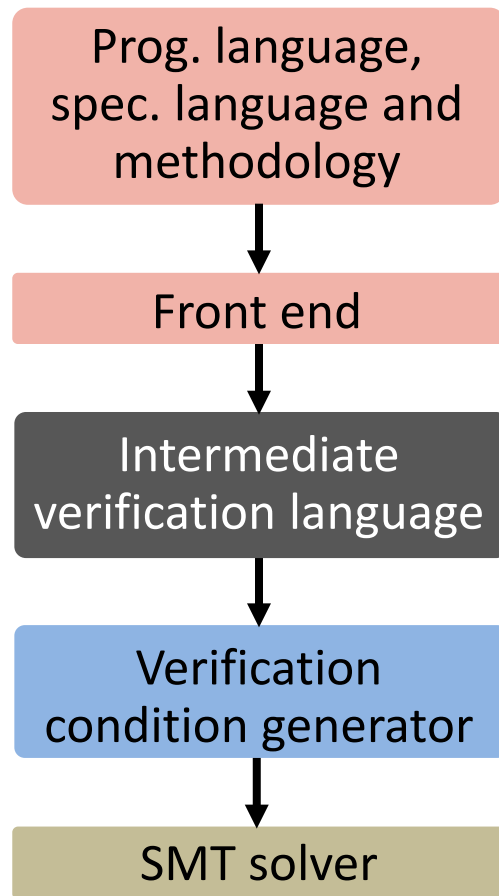 Prog. language,
spec. language and
methodology
Front end
Intermediate
verification language
Verification
condition generator
SMT solver